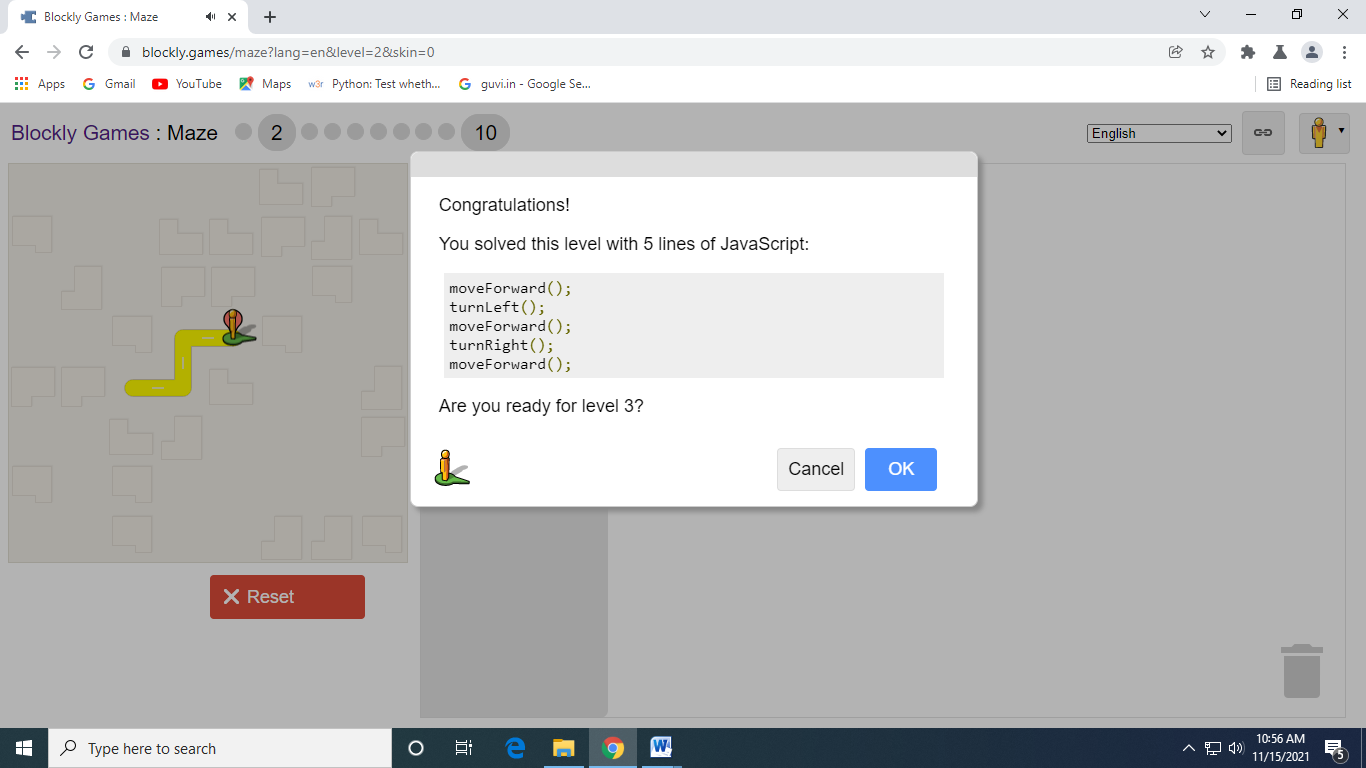 Blockly Games : Maze
blockly.games/maze?lang=en&level=2&skin=0
Apps Gmail YouTube Maps w3r Python: Test wheth... guvi.in - Google Se... Reading list
Blockly Games : Maze 2 10 English
Congratulations!
You solved this level with 5 lines of JavaScript:
moveForward();
turnLeft();
moveForward();
turnRight();
moveForward();
Are you ready for level 3?
Cancel OK
Reset
Type here to search
10:56 AM
11/15/2021
5